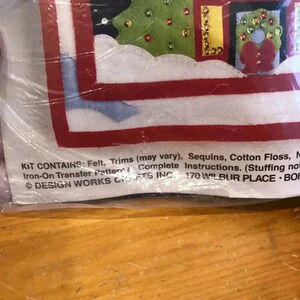 KIT CONTAINS: Felt, Trims (may vary), Sequins, Cotton Floss, N
Iron-On Transfer Pattern, Complete Instructions. (Stuffing not
© DESIGN WORKS CRAFTS INC. 170 WILBUR PLACE • BOH